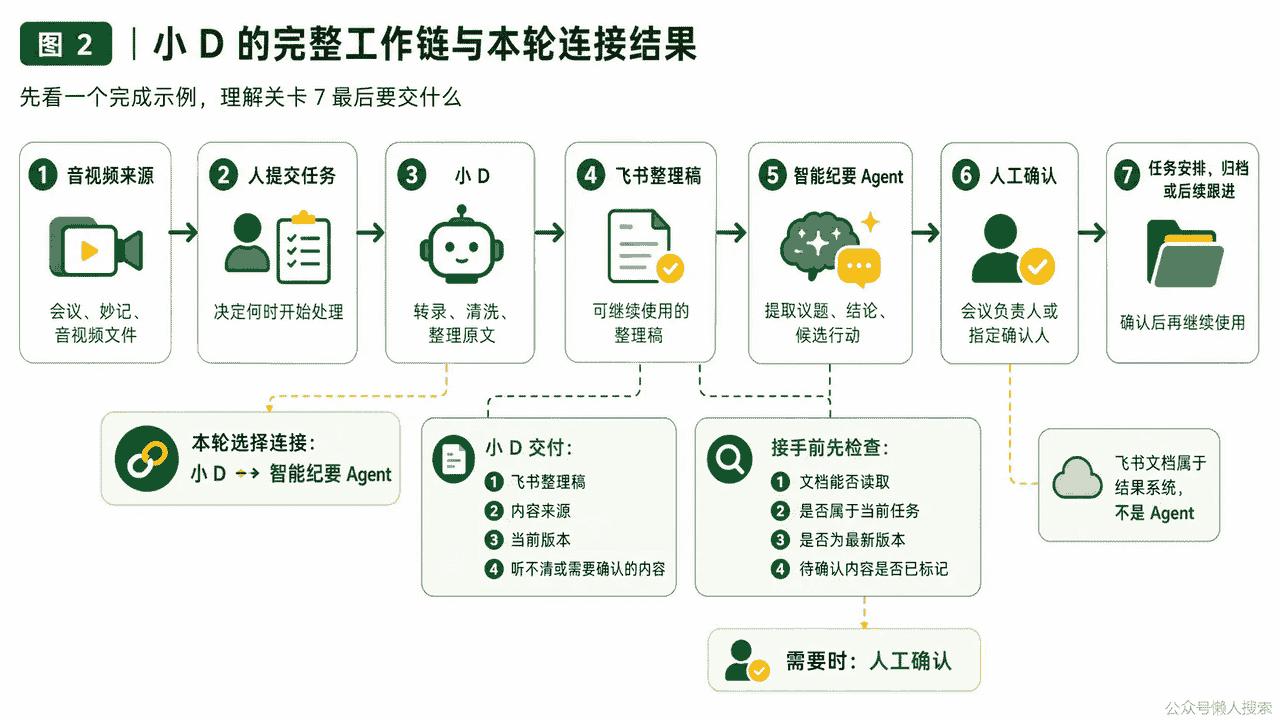 图 2
小 D 的完整工作链与本轮连接结果
先看一个完成示例，理解关卡 7 最后要交什么
1 音视频来源
会议、妙记、
音视频文件
2 人提交任务
决定何时开始处理
3 小 D
转录、清洗、
整理原文
4 飞书整理稿
可继续使用的
整理稿
5 智能纪要 Agent
提取议题、结论、
候选行动
6 人工确认
会议负责人或
指定确认人
7 任务安排，归档
或后续跟进
确认后再继续使用
本轮选择连接：
小 D → 智能纪要 Agent
小 D 交付：
1 飞书整理稿
2 内容来源
3 当前版本
4 听不清或需要确认的内容
接手前先检查：
1 文档能否读取
2 是否属于当前任务
3 是否为最新版本
4 待确认内容是否已标记
飞书文档属于
结果系统，
不是 Agent
需要时：人工确认
公众号懒人搜索